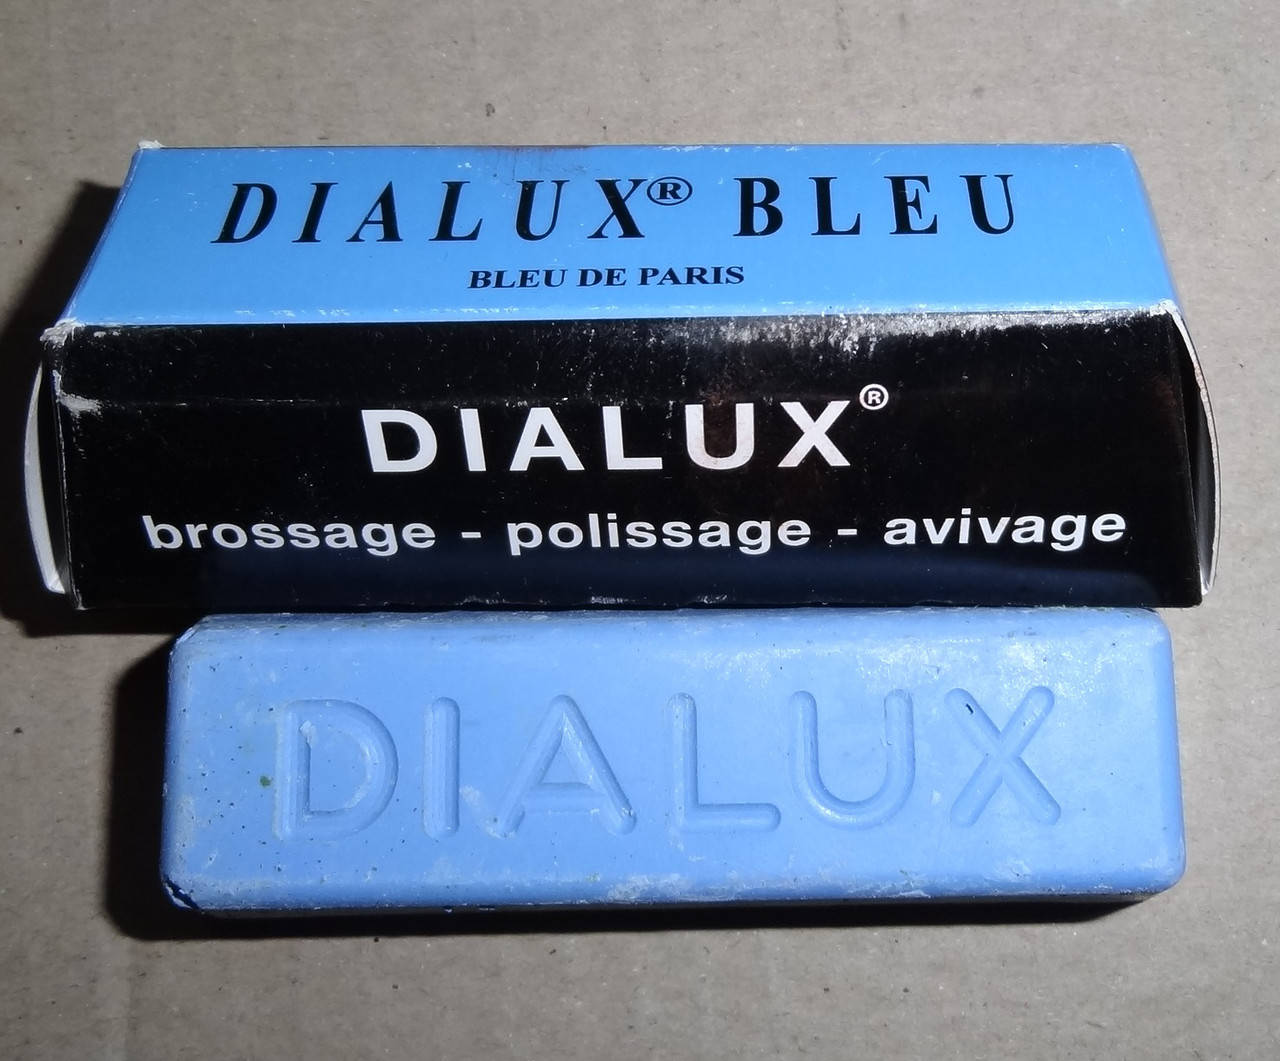 DIALUX® BLEU
BLEU DE PARIS
DIALUX®
brossage - polissage - avivage
DIALUX